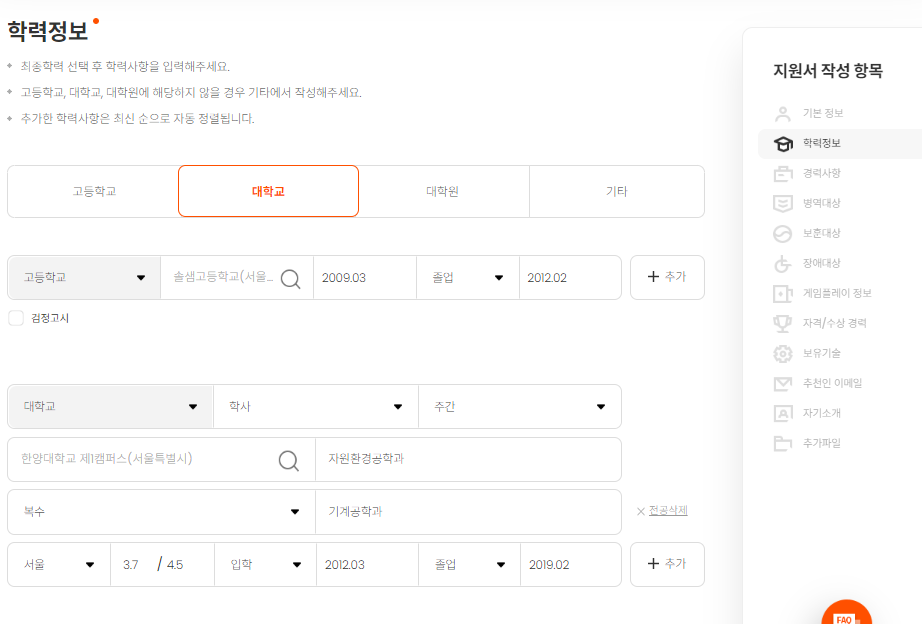 학력정보
최종학력 선택 후 학력사항을 입력해주세요.
고등학교, 대학교, 대학원에 해당하지 않을 경우 기타에서 작성해주세요.
추가한 학력사항은 최신 순으로 자동 정렬됩니다.
고등학교 대학교 대학원 기타
고등학교 솔샘고등학교(서울... 2009.03 졸업 2012.02 + 추가
검정고시
대학교 학사 주간
한양대학교 제1캠퍼스(서울특별시) 자원환경공학과
복수 기계공학과 × 전공삭제
서울 3.7 / 4.5 입학 2012.03 졸업 2019.02 + 추가
지원서 작성 항목
기본 정보
학력정보
경력사항
병역대상
보훈대상
장애대상
게임플레이 정보
자격/수상 경력
보유기술
추천인 이메일
자기소개
추가파일
FAQ